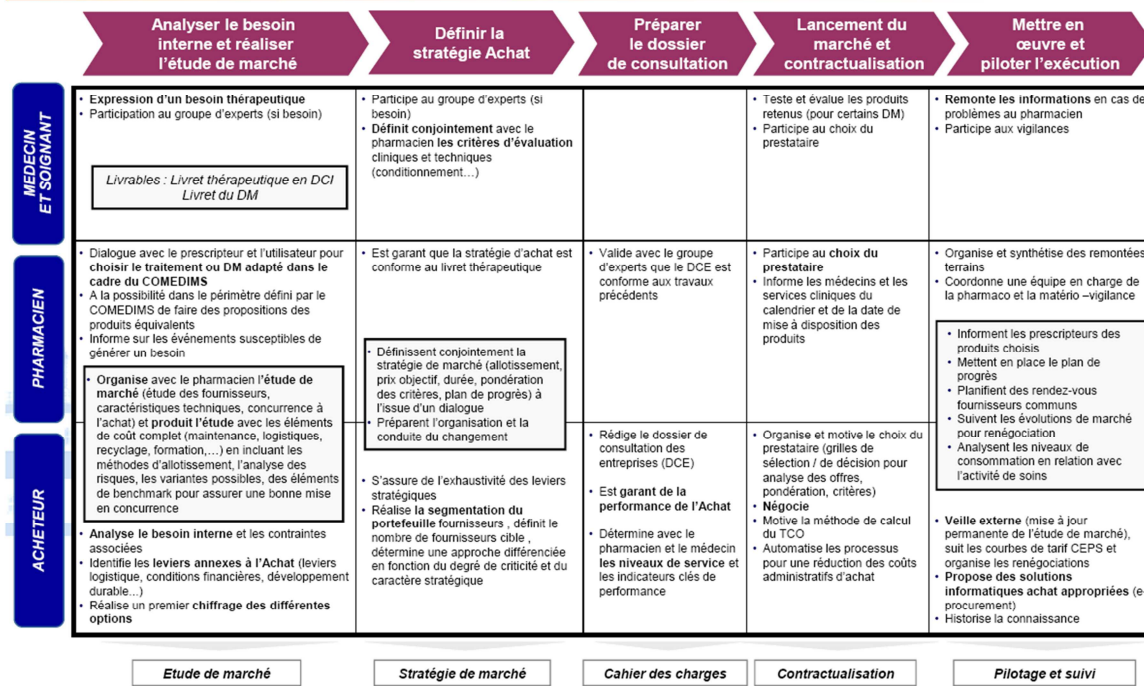 Analyser le besoin
interne et réaliser
l'étude de marché
Définir la
stratégie Achat
Préparer
le dossier
de consultation
Lancement du
marché et
contractualisation
Mettre en
œuvre et
piloter l'exécution
MEDECIN
ET SOIGNANT
• Expression d'un besoin thérapeutique
• Participation au groupe d'experts (si besoin)
Livrables : Livret thérapeutique en DCI
Livret du DM
• Participe au groupe d'experts (si
besoin)
• Définit conjointement avec le
pharmacien les critères d'évaluation
cliniques et techniques
(conditionnement…)
• Teste et évalue les produits
retenus (pour certains DM)
• Participe au choix du
prestataire
• Remonte les informations en cas de
problèmes au pharmacien
• Participe aux vigilances
PHARMACIEN
• Dialogue avec le prescripteur et l'utilisateur pour
choisir le traitement ou DM adapté dans le
cadre du COMEDIMS
• A la possibilité dans le périmètre défini par le
COMEDIMS de faire des propositions des
produits équivalents
• Informe sur les événements susceptibles de
générer un besoin
• Est garant que la stratégie d'achat est
conforme au livret thérapeutique
• Valide avec le groupe
d'experts que le DCE est
conforme aux travaux
précédents
• Participe au choix du
prestataire
• Informe les médecins et les
services cliniques du
calendrier et de la date de
mise à disposition des
produits
• Organise et synthétise des remontées
terrains
• Coordonne une équipe en charge de
la pharmaco et la matério –vigilance
• Organise avec le pharmacien l'étude de
marché (étude des fournisseurs,
caractéristiques techniques, concurrence à
l'achat) et produit l'étude avec les éléments
de coût complet (maintenance, logistiques,
recyclage, formation,…) en incluant les
méthodes d'allotissement, l'analyse des
risques, les variantes possibles, des éléments
de benchmark pour assurer une bonne mise
en concurrence
• Définissent conjointement la
stratégie de marché (allotissement,
prix objectif, durée, pondération
des critères, plan de progrès) à
l'issue d'un dialogue
• Préparent l'organisation et la
conduite du changement
• Informent les prescripteurs des
produits choisis
• Mettent en place le plan de
progrès
• Planifient des rendez-vous
fournisseurs communs
• Suivent les évolutions de marché
pour renégociation
• Analysent les niveaux de
consommation en relation avec
l'activité de soins
ACHETEUR
• Analyse le besoin interne et les contraintes
associées
• Identifie les leviers annexes à l'Achat (leviers
logistique, conditions financières, développement
durable...)
• Réalise un premier chiffrage des différentes
options
• S'assure de l'exhaustivité des leviers
stratégiques
• Réalise la segmentation du
portefeuille fournisseurs , définit le
nombre de fournisseurs cible ,
détermine une approche différenciée
en fonction du degré de criticité et du
caractère stratégique
• Rédige le dossier de
consultation des
entreprises (DCE)
• Est garant de la
performance de l'Achat
• Détermine avec le
pharmacien et le médecin
les niveaux de service et
les indicateurs clés de
performance
• Organise et motive le choix du
prestataire (grilles de
sélection / de décision pour
analyse des offres,
pondération, critères)
• Négocie
• Motive la méthode de calcul
du TCO
• Automatise les processus
pour une réduction des coûts
administratifs d'achat
• Veille externe (mise à jour
permanente de l'étude de marché),
suit les courbes de tarif CEPS et
organise les renégociations
• Propose des solutions
informatiques achat appropriées (e-
procurement)
• Historise la connaissance
Etude de marché
Stratégie de marché
Cahier des charges
Contractualisation
Pilotage et suivi